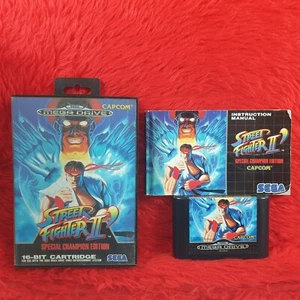 MEGA DRIVE
CAPCOM
STREET
FIGHTER II'
SPECIAL CHAMPION EDITION
16-BIT CARTRIDGE
SEGA
INSTRUCTION
MANUAL
STREET
FIGHTER II'
SPECIAL CHAMPION EDITION
CAPCOM
SEGA
MEGA DRIVE